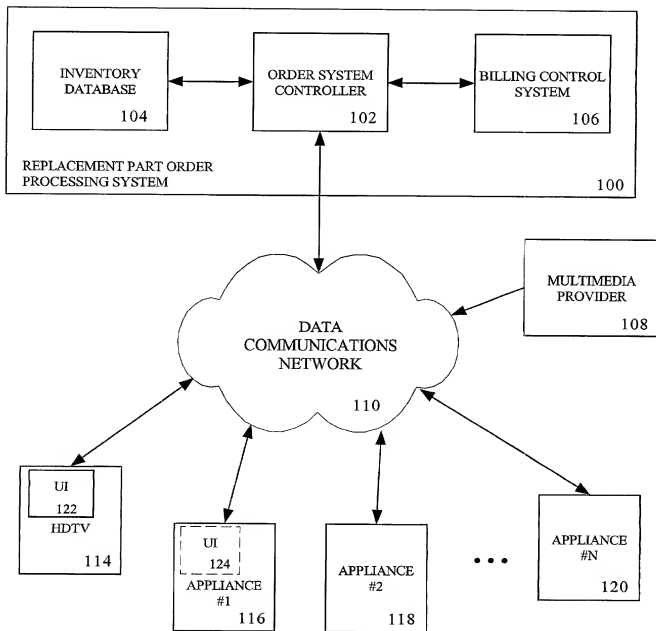 INVENTORY
DATABASE
104
ORDER SYSTEM
CONTROLLER
102
BILLING CONTROL
SYSTEM
106
REPLACEMENT PART ORDER
PROCESSING SYSTEM
100
MULTIMEDIA
PROVIDER
108
DATA
COMMUNICATIONS
NETWORK
110
UI
122
HDTV
114
UI
124
APPLIANCE
#1
116
APPLIANCE
#2
118
APPLIANCE
#N
120